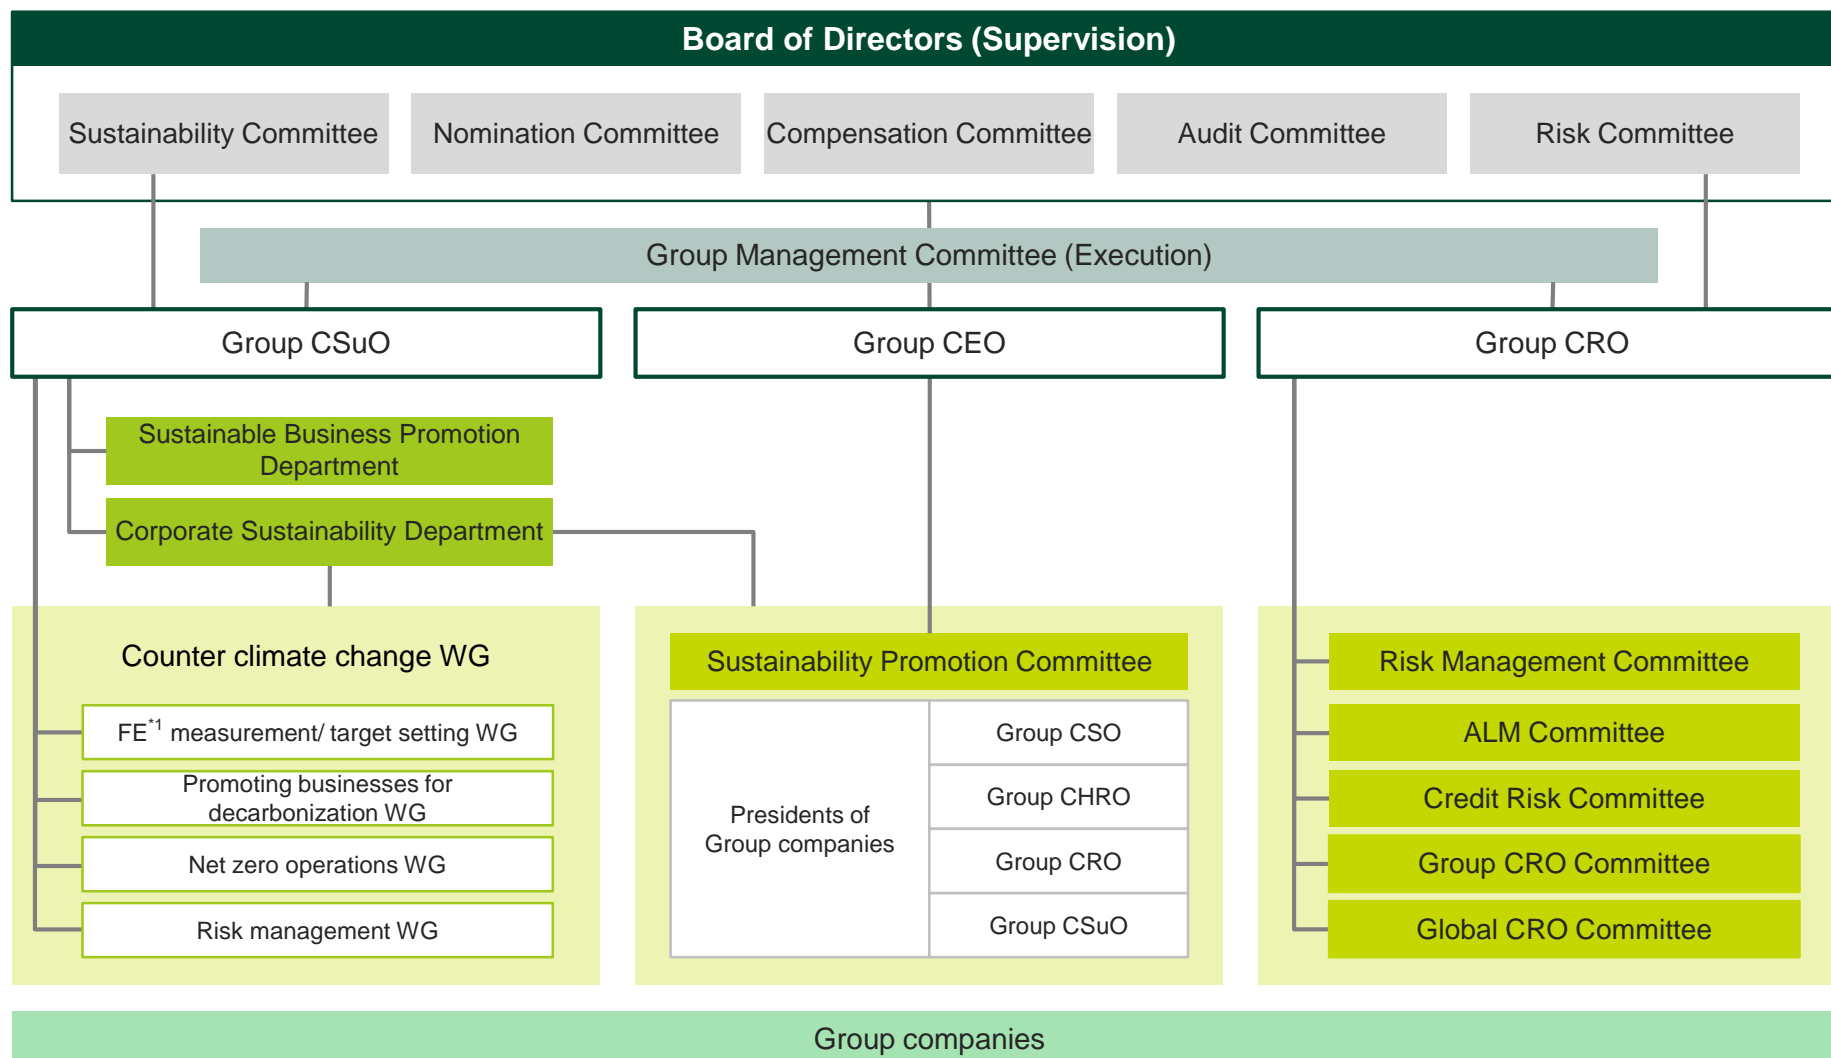 Board of Directors (Supervision)
Sustainability Committee
Nomination Committee
Compensation Committee
Audit Committee
Risk Committee
Group Management Committee (Execution)
Group CSuO
Group CEO
Group CRO
Sustainable Business Promotion
Department
Corporate Sustainability Department
Counter climate change WG
FE*1 measurement/ target setting WG
Promoting businesses for
decarbonization WG
Net zero operations WG
Risk management WG
Sustainability Promotion Committee
Presidents of
Group companies
Group CSO
Group CHRO
Group CRO
Group CSuO
Risk Management Committee
ALM Committee
Credit Risk Committee
Group CRO Committee
Global CRO Committee
Group companies